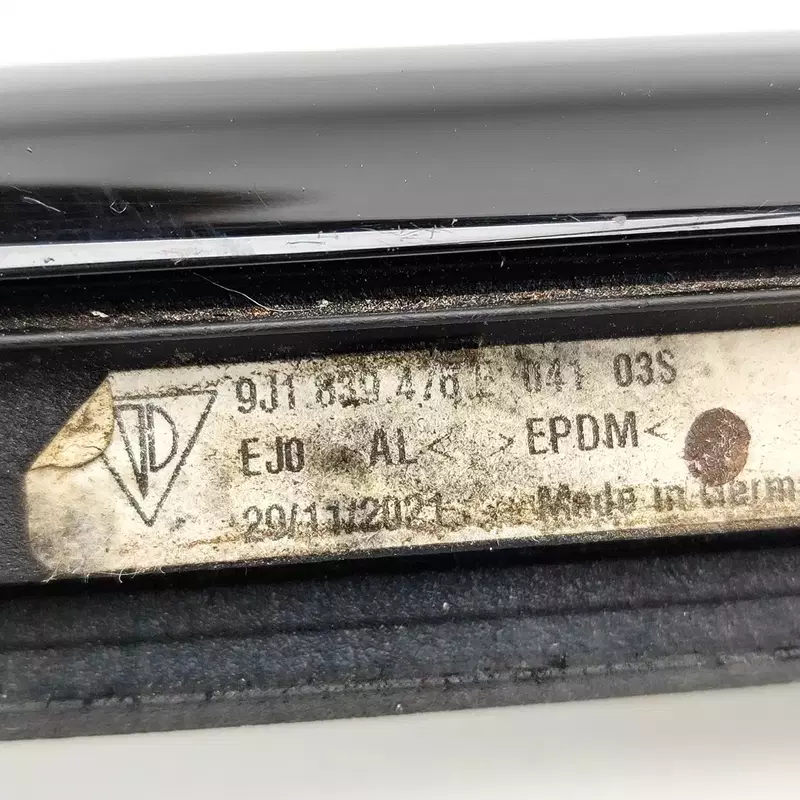 9J1.839.476. 041 03S
EJ0 >AL< >EPDM<
29/11/2021 Made in Germ